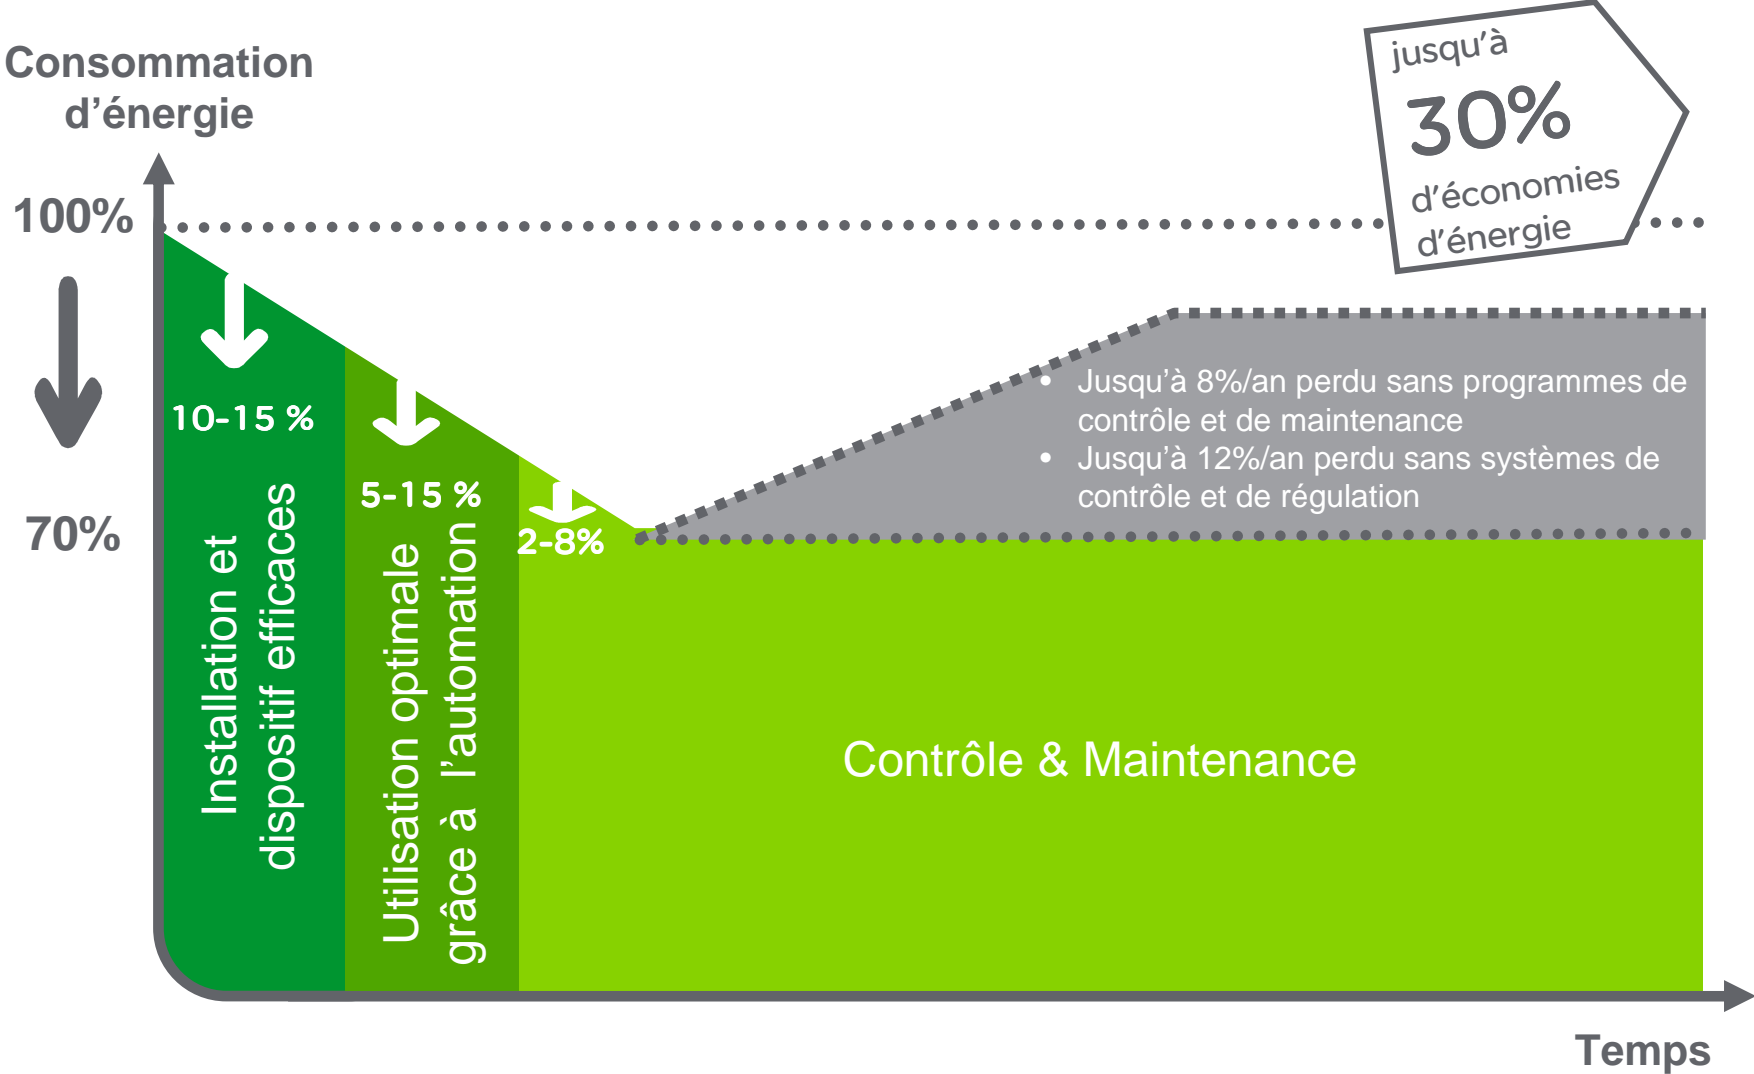 Consommation
d'énergie
jusqu'à
30%
d'économies
d'énergie
100%
70%
10-15 %
5-15 %
2-8%
Installation et
dispositif efficaces
Utilisation optimale
grâce à l'automation
• Jusqu'à 8%/an perdu sans programmes de
contrôle et de maintenance
• Jusqu'à 12%/an perdu sans systèmes de
contrôle et de régulation
Contrôle & Maintenance
Temps